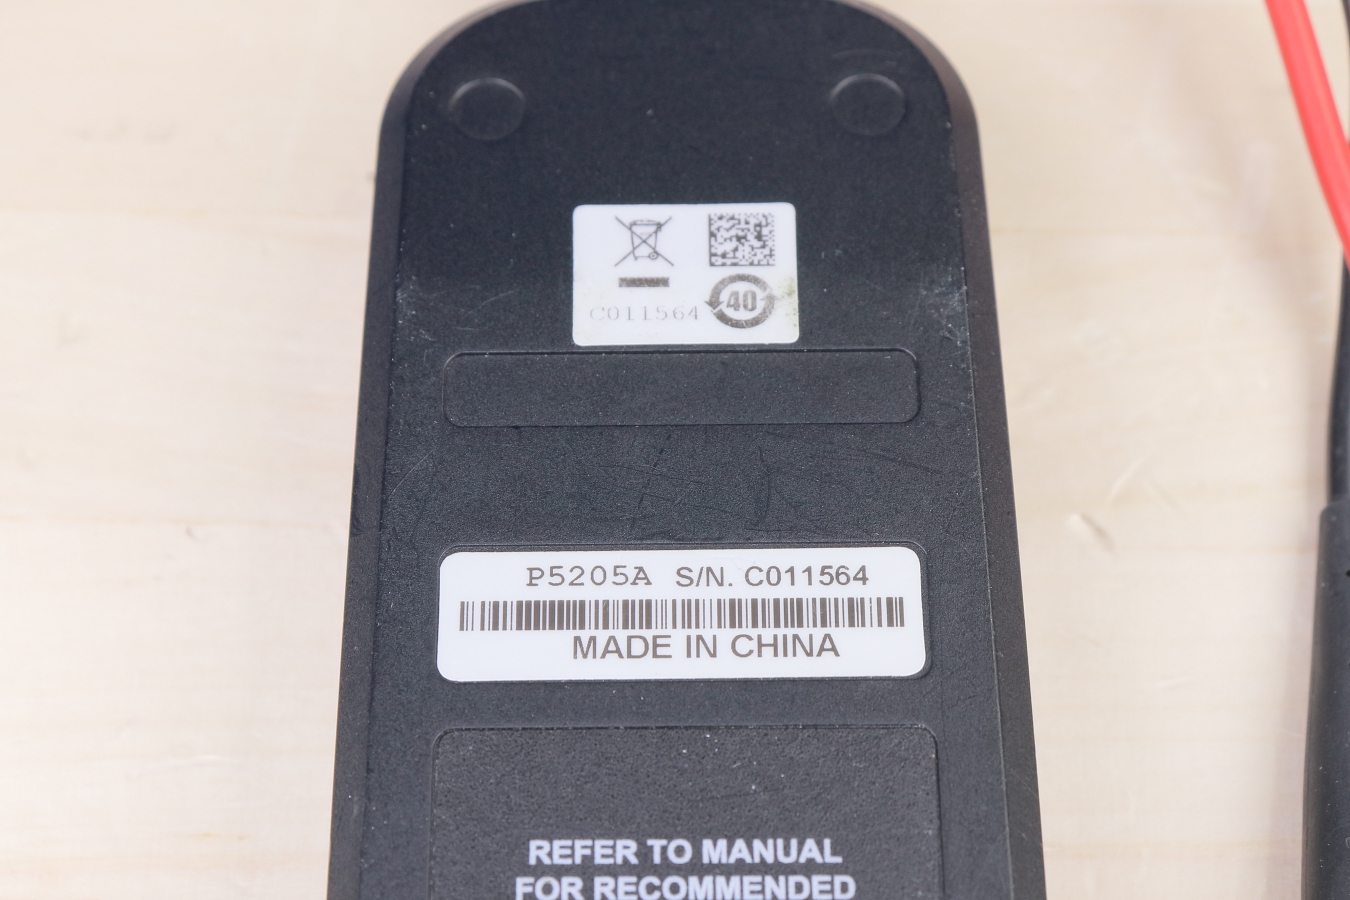 C011564
40
P5205A S/N. C011564
MADE IN CHINA
REFER TO MANUAL
FOR RECOMMENDED